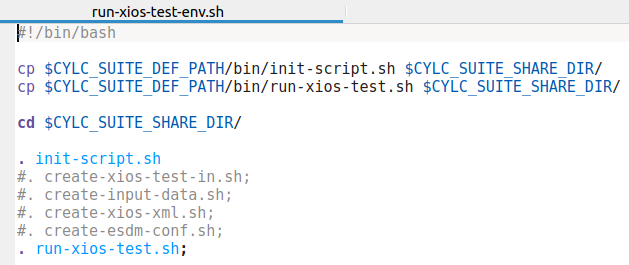 run-xios-test-env.sh
#!/bin/bash
cp $CYLC_SUITE_DEF_PATH/bin/init-script.sh $CYLC_SUITE_SHARE_DIR/
cp $CYLC_SUITE_DEF_PATH/bin/run-xios-test.sh $CYLC_SUITE_SHARE_DIR/
cd $CYLC_SUITE_SHARE_DIR/
. init-script.sh
#. create-xios-test-in.sh;
#. create-input-data.sh;
#. create-xios-xml.sh;
#. create-esdm-conf.sh;
. run-xios-test.sh;